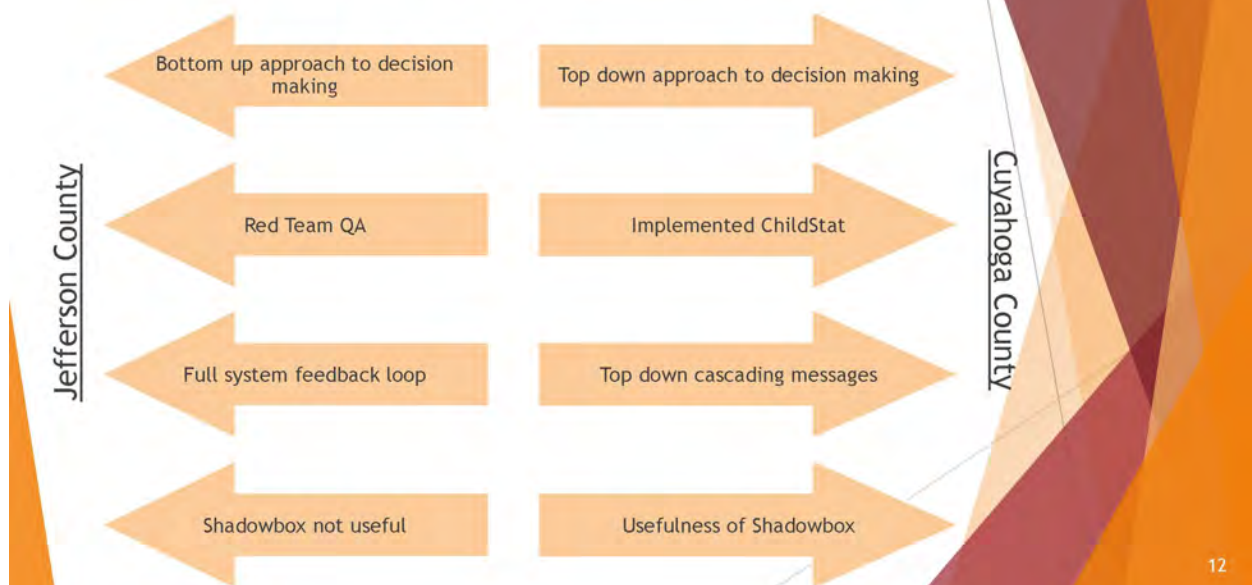 Jefferson County
Bottom up approach to decision
making
Top down approach to decision making
Red Team QA
Implemented ChildStat
Full system feedback loop
Top down cascading messages
Shadowbox not useful
Usefulness of Shadowbox
Cuyahoga County
12